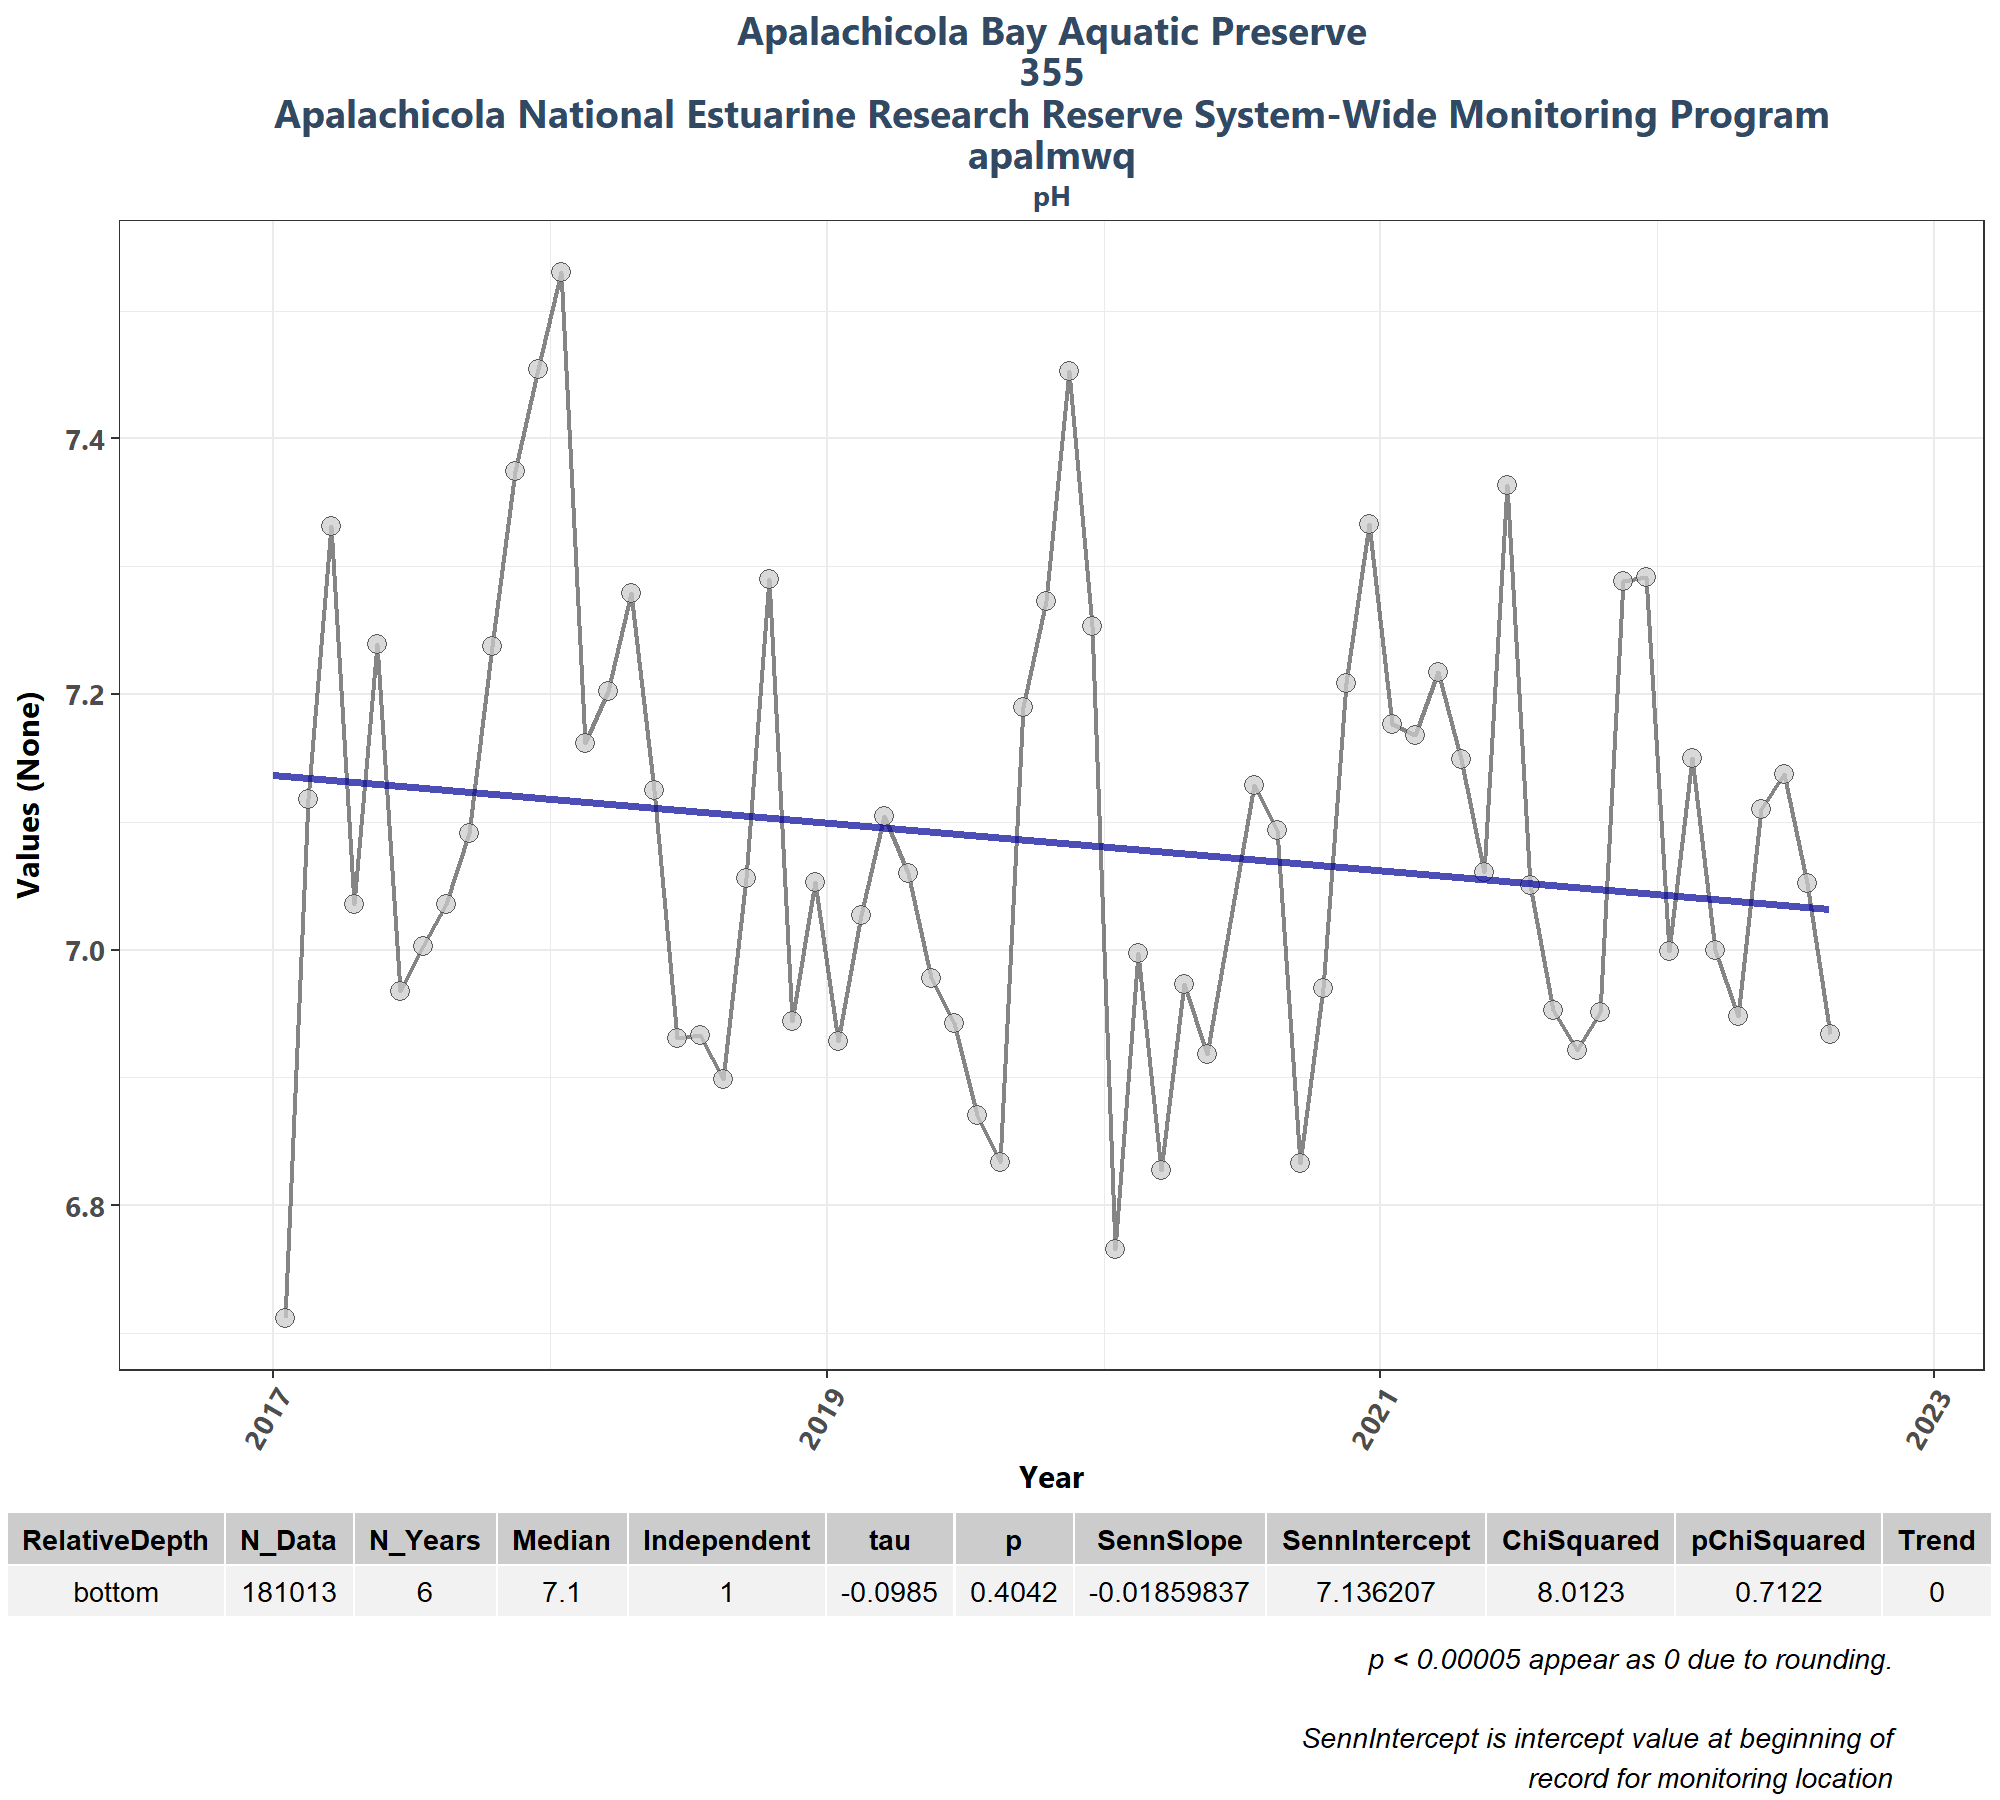 Apalachicola Bay Aquatic Preserve
355
Apalachicola National Estuarine Research Reserve System-Wide Monitoring Program
apalmwq
pH
7.4
7.2
7.0
6.8
Values (None)
2017 2019 2021 2023
Year
RelativeDepth N_Data N_Years Median Independent tau p SennSlope SennIntercept ChiSquared pChiSquared Trend
bottom 181013 6 7.1 1 -0.0985 0.4042 -0.01859837 7.136207 8.0123 0.7122 0
p < 0.00005 appear as 0 due to rounding.
SennIntercept is intercept value at beginning of
record for monitoring location